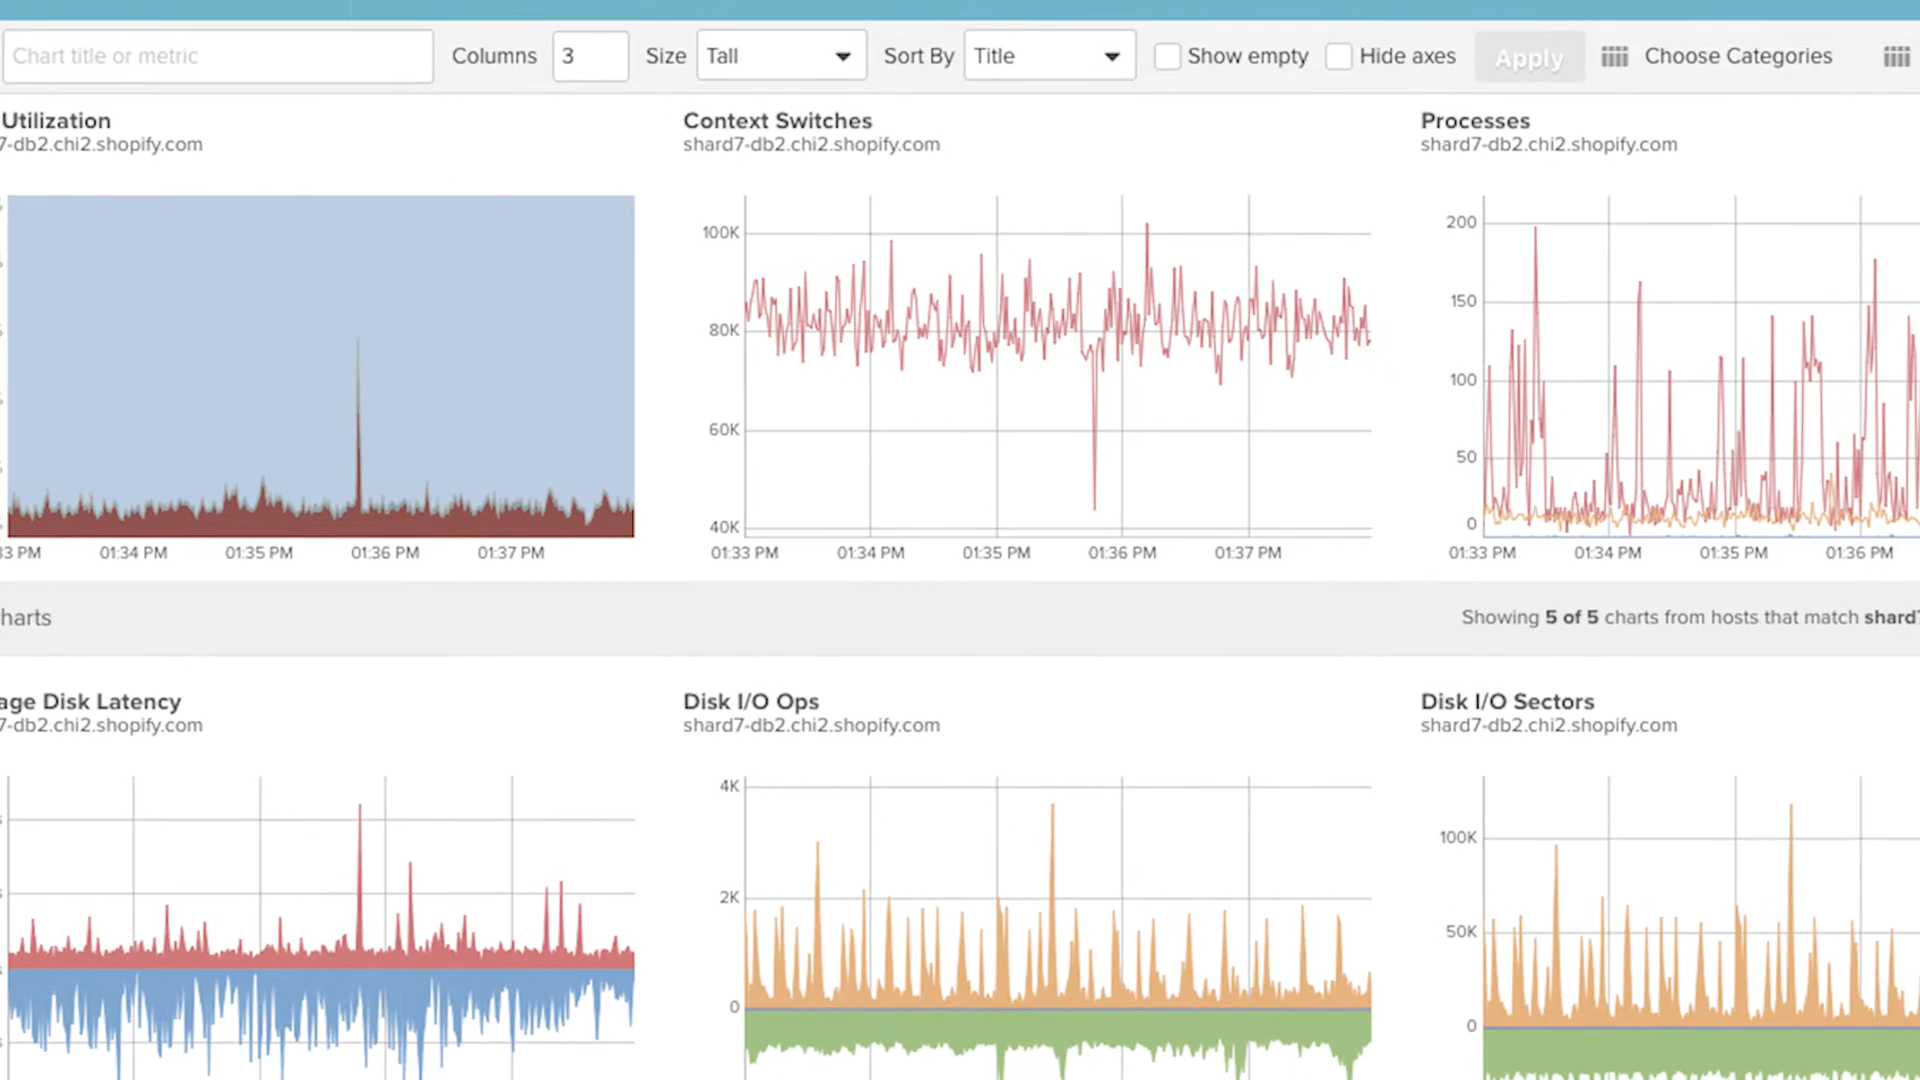 Chart title or metric Columns 3 Size Tall Sort By Title Show empty Hide axes Apply Choose Categories
Utilization
7-db2.chi2.shopify.com
33 PM 01:34 PM 01:35 PM 01:36 PM 01:37 PM
Context Switches
shard7-db2.chi2.shopify.com
100K
80K
60K
40K
01:33 PM 01:34 PM 01:35 PM 01:36 PM 01:37 PM
Processes
shard7-db2.chi2.shopify.com
200
150
100
50
0
01:33 PM 01:34 PM 01:35 PM 01:36 PM
harts
Showing 5 of 5 charts from hosts that match shard7
age Disk Latency
7-db2.chi2.shopify.com
Disk I/O Ops
shard7-db2.chi2.shopify.com
4K
2K
0
Disk I/O Sectors
shard7-db2.chi2.shopify.com
100K
50K
0